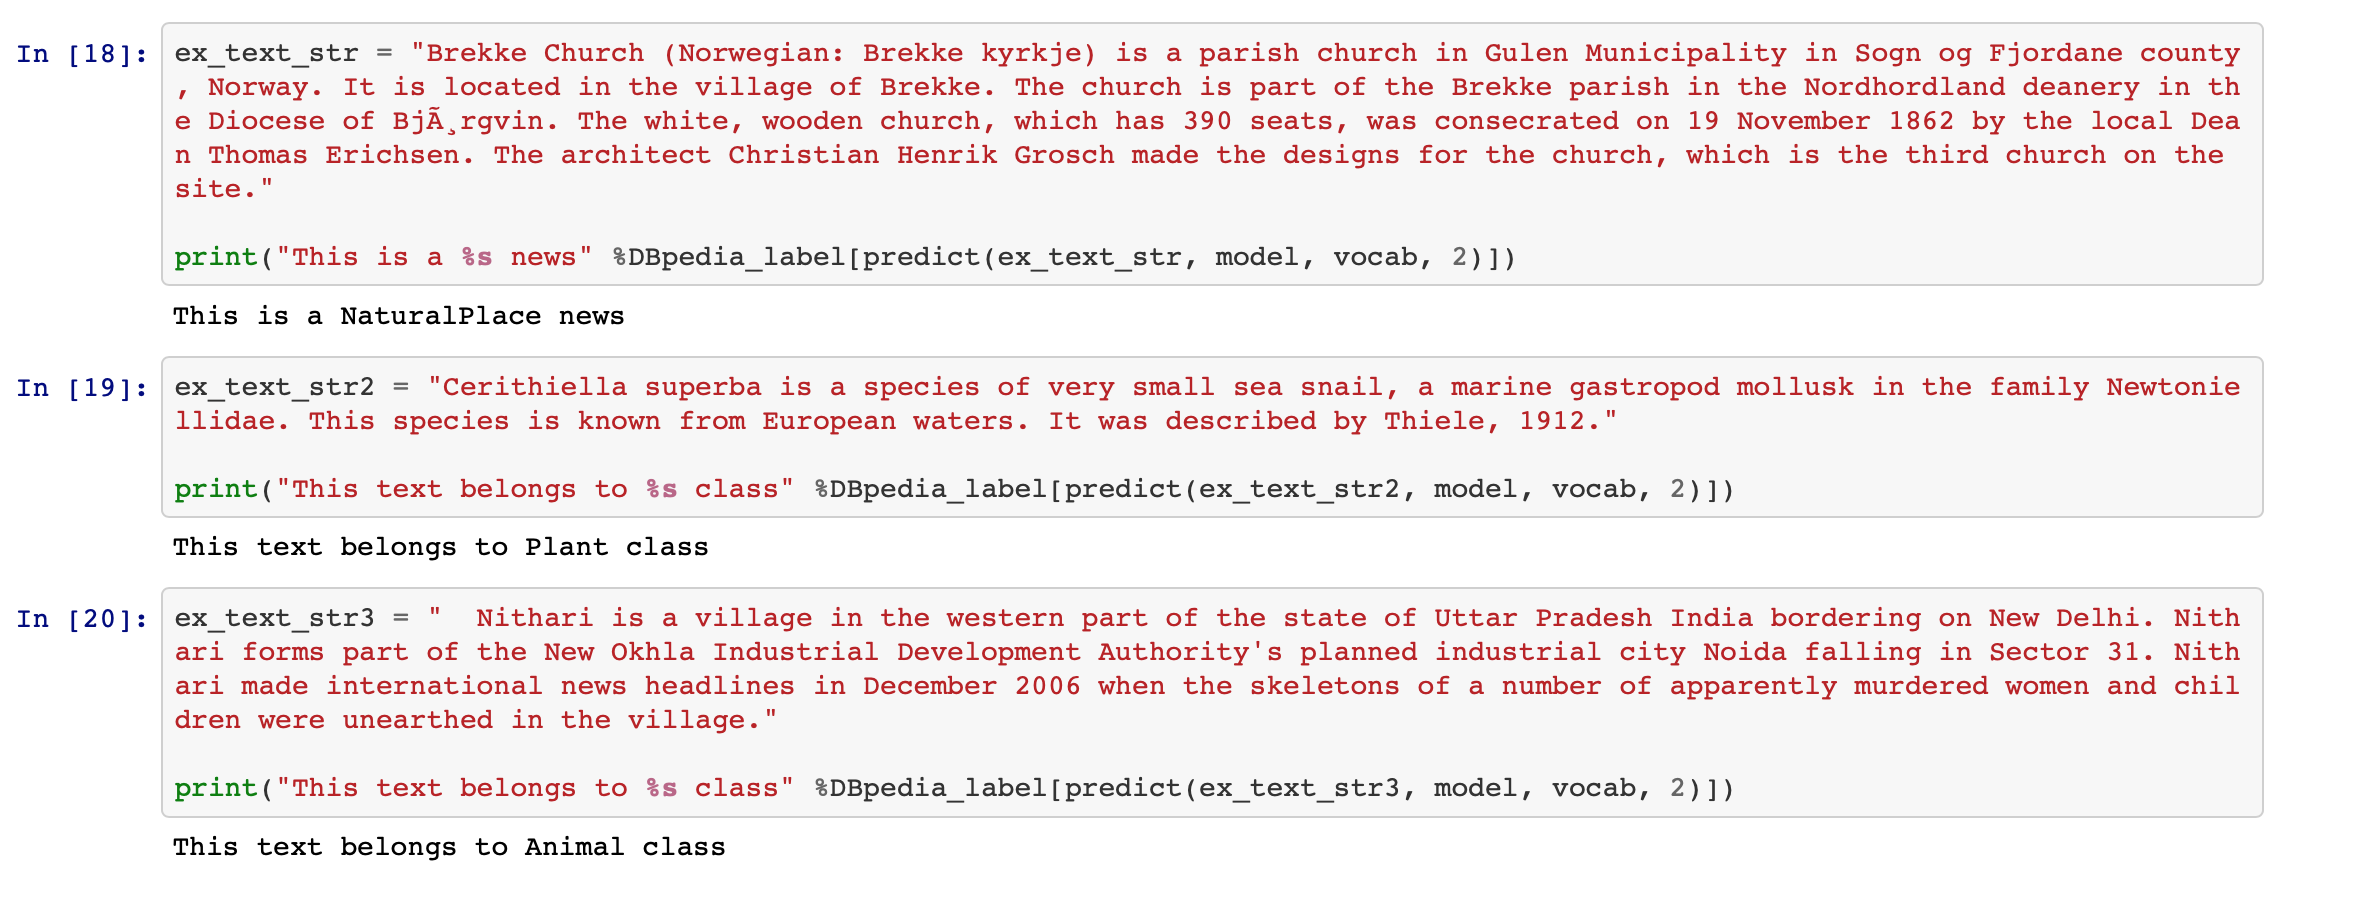 In [18]: ex_text_str = "Brekke Church (Norwegian: Brekke kyrkje) is a parish church in Gulen Municipality in Sogn og Fjordane county
, Norway. It is located in the village of Brekke. The church is part of the Brekke parish in the Nordhordland deanery in th
e Diocese of BjÃ¸rgvin. The white, wooden church, which has 390 seats, was consecrated on 19 November 1862 by the local Dea
n Thomas Erichsen. The architect Christian Henrik Grosch made the designs for the church, which is the third church on the
site."
print("This is a %s news" %DBpedia_label[predict(ex_text_str, model, vocab, 2)])
This is a NaturalPlace news
In [19]: ex_text_str2 = "Cerithiella superba is a species of very small sea snail, a marine gastropod mollusk in the family Newtonie
llidae. This species is known from European waters. It was described by Thiele, 1912."
print("This text belongs to %s class" %DBpedia_label[predict(ex_text_str2, model, vocab, 2)])
This text belongs to Plant class
In [20]: ex_text_str3 = "  Nithari is a village in the western part of the state of Uttar Pradesh India bordering on New Delhi. Nith
ari forms part of the New Okhla Industrial Development Authority's planned industrial city Noida falling in Sector 31. Nith
ari made international news headlines in December 2006 when the skeletons of a number of apparently murdered women and chil
dren were unearthed in the village."
print("This text belongs to %s class" %DBpedia_label[predict(ex_text_str3, model, vocab, 2)])
This text belongs to Animal class